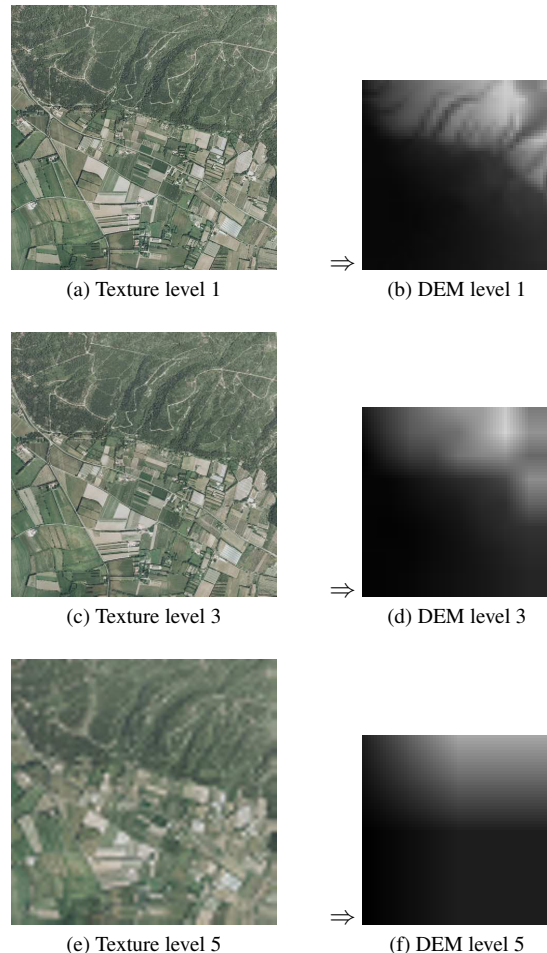 ⇒
(a) Texture level 1 (b) DEM level 1
⇒
(c) Texture level 3 (d) DEM level 3
⇒
(e) Texture level 5 (f) DEM level 5